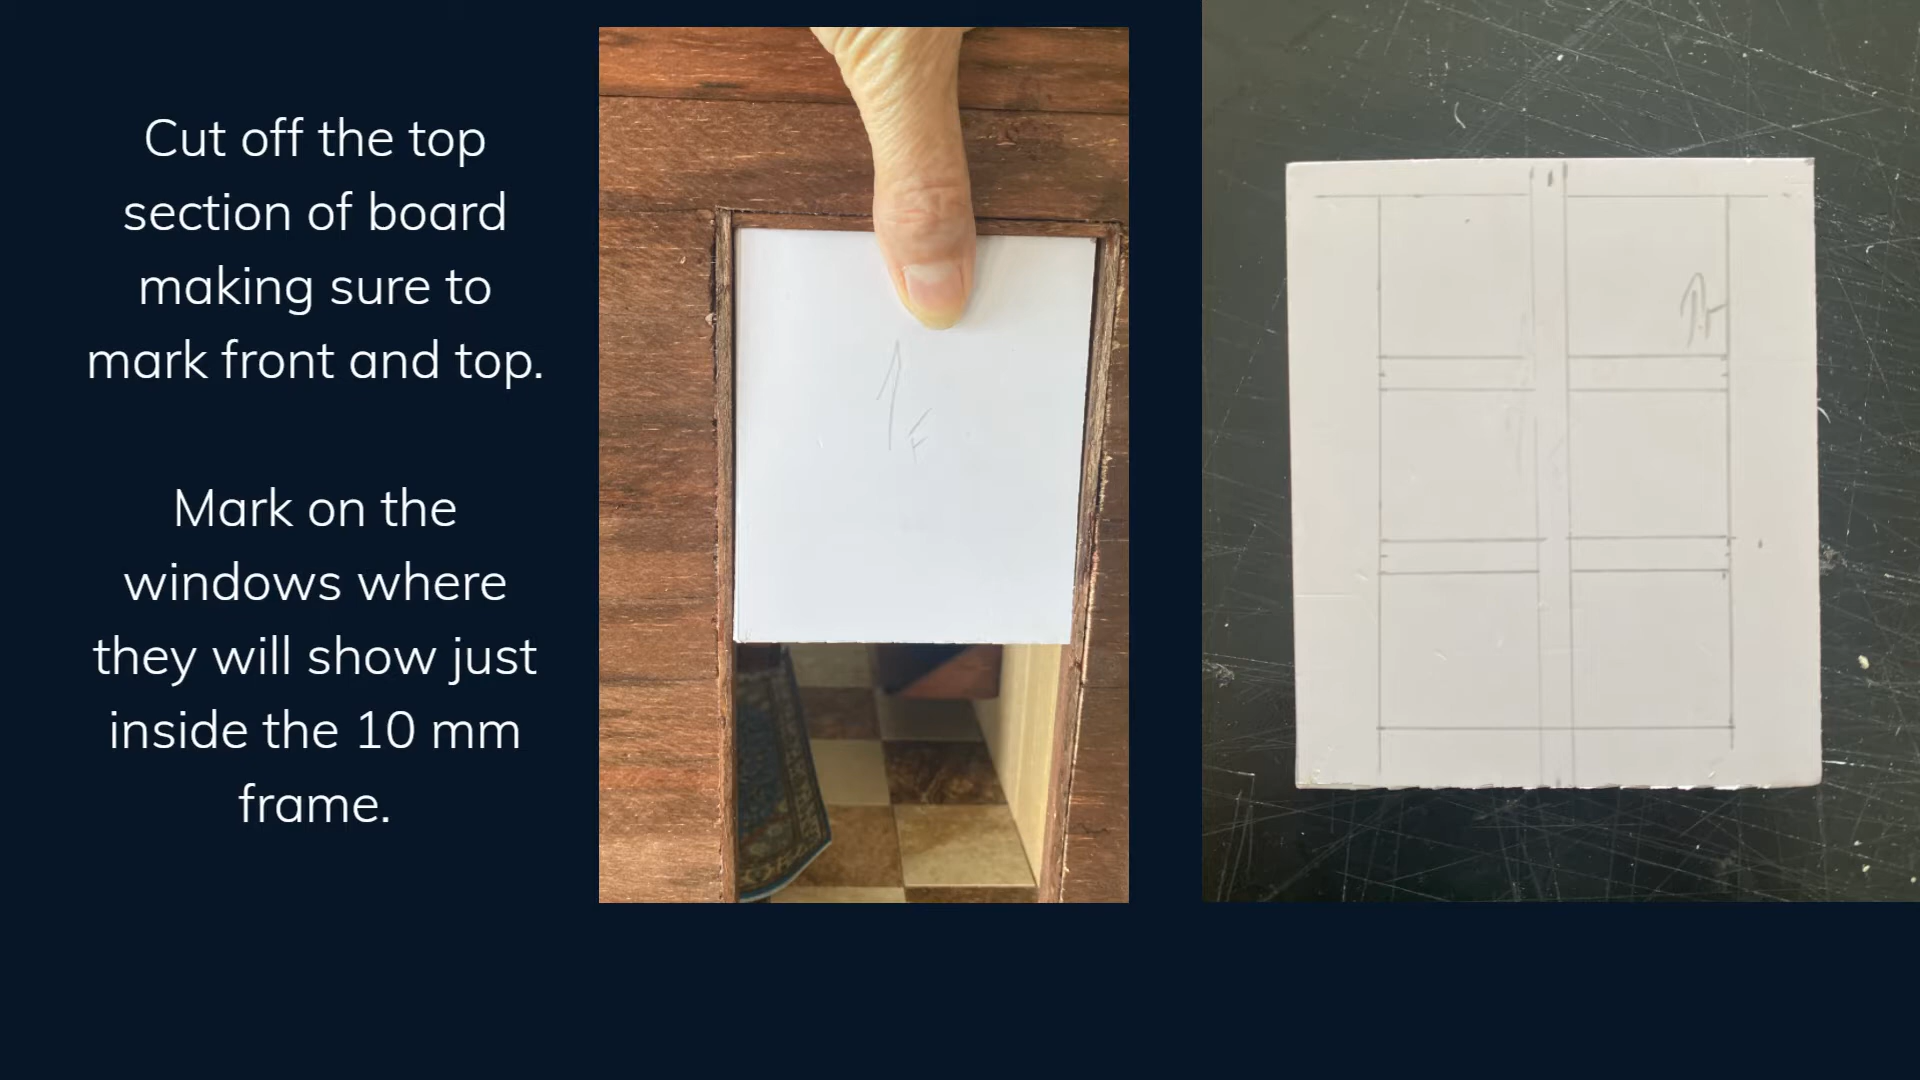 Cut off the top
section of board
making sure to
mark front and top.
Mark on the
windows where
they will show just
inside the 10 mm
frame.
F